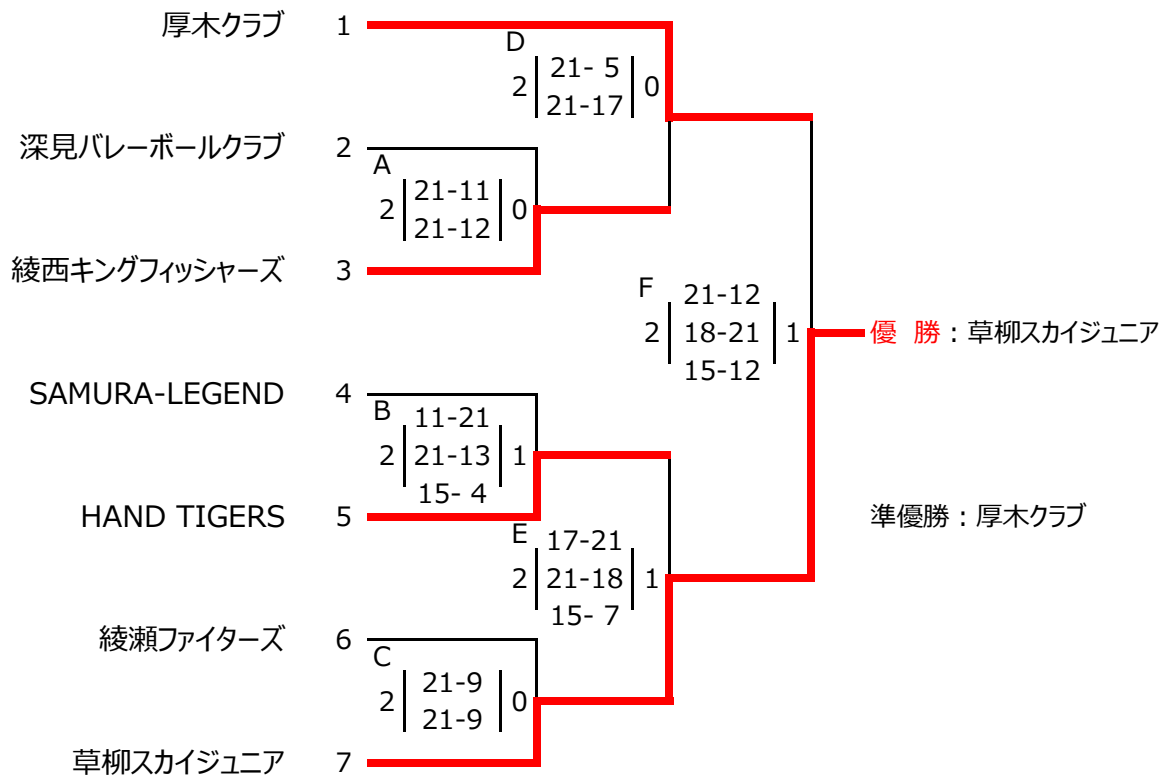 厚木クラブ 1
D
21- 5
2 0
21-17
深見バレーボールクラブ 2
A
21-11
2 0
21-12
綾西キングフィッシャーズ 3
F
21-12
2 18-21 1
15-12
優 勝：草柳スカイジュニア
SAMURA-LEGEND 4
B
11-21
2 21-13 1
15- 4
HAND TIGERS 5
準優勝：厚木クラブ
E
17-21
2 21-18 1
15- 7
綾瀬ファイターズ 6
C
21-9
2 0
21-9
草柳スカイジュニア 7